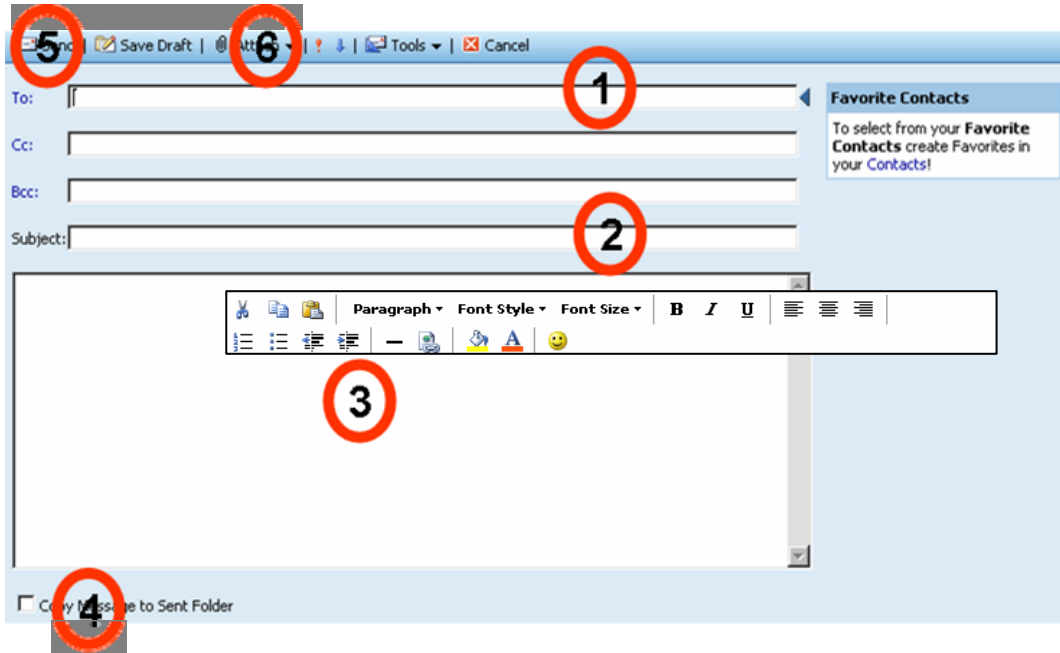 5 | Save Draft | 6 | Tools | Cancel
1
To:
Favorite Contacts
To select from your Favorite
Contacts create Favorites in
your Contacts!
Cc:
Bcc:
2
Subject:
Paragraph Font Style Font Size B I U
A
3
4
Copy Message to Sent Folder